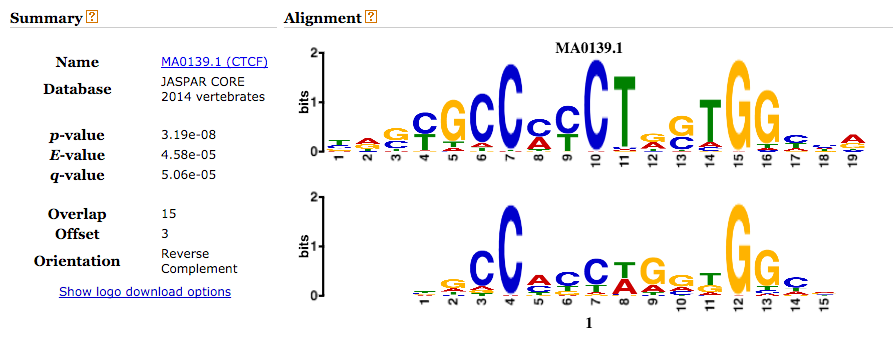 Summary ?
Alignment ?
Name MA0139.1 (CTCF)
Database JASPAR CORE
2014 vertebrates
p-value 3.19e-08
E-value 4.58e-05
q-value 5.06e-05
Overlap 15
Offset 3
Orientation Reverse
Complement
Show logo download options
MA0139.1
2
bits
1
0
1 2 3 4 5 6 7 8 9 10 11 12 13 14 15 16 17 18 19
2
bits
1
0
1 2 3 4 5 6 7 8 9 10 11 12 13 14 15
1